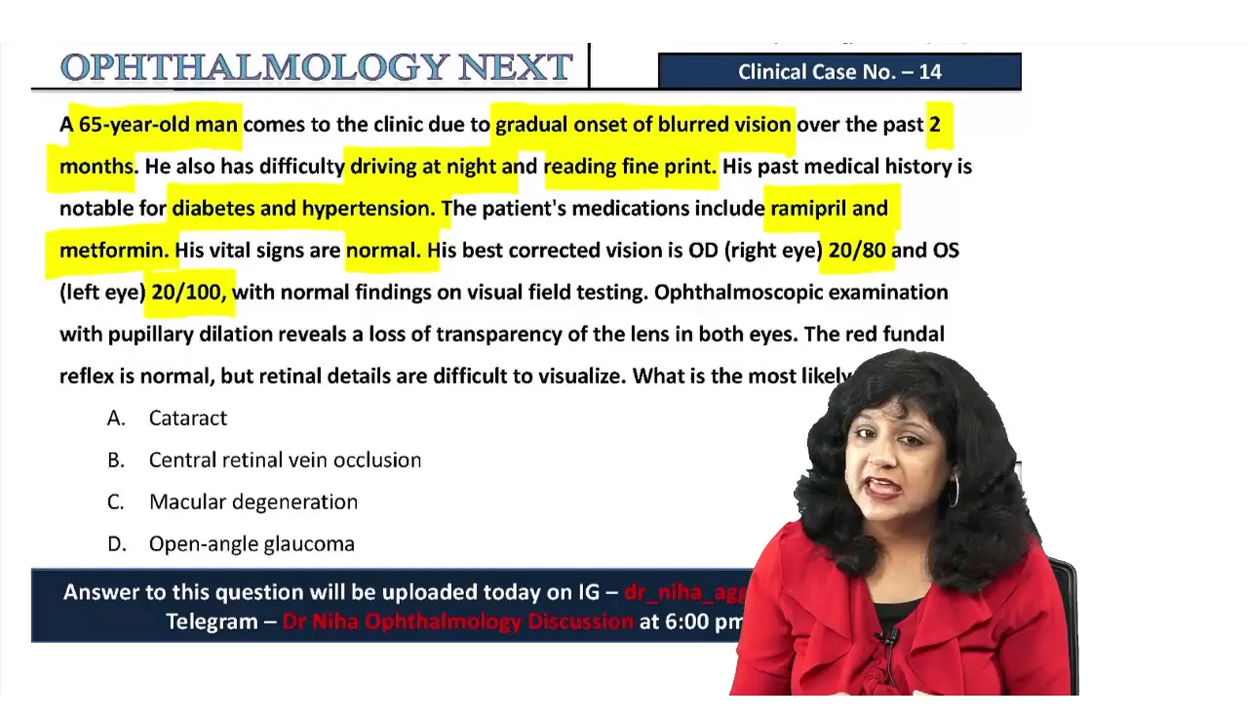 OPHTHALMOLOGY NEXT
Clinical Case No. – 14
A 65-year-old man comes to the clinic due to gradual onset of blurred vision over the past 2
months. He also has difficulty driving at night and reading fine print. His past medical history is
notable for diabetes and hypertension. The patient's medications include ramipril and
metformin. His vital signs are normal. His best corrected vision is OD (right eye) 20/80 and OS
(left eye) 20/100, with normal findings on visual field testing. Ophthalmoscopic examination
with pupillary dilation reveals a loss of transparency of the lens in both eyes. The red fundal
reflex is normal, but retinal details are difficult to visualize. What is the most likely
A. Cataract
B. Central retinal vein occlusion
C. Macular degeneration
D. Open-angle glaucoma
Answer to this question will be uploaded today on IG – dr_niha_agg
Telegram – Dr Niha Ophthalmology Discussion at 6:00 pm